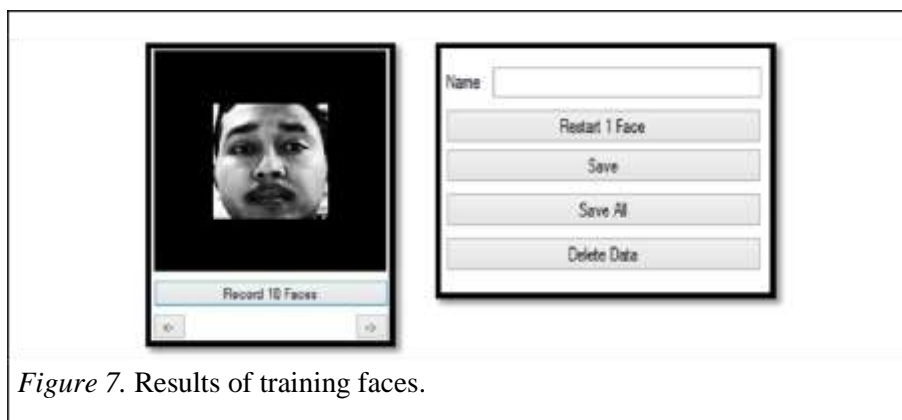 Name
Restart 1 Face
Save
Save All
Delete Data
Record 10 Faces
Figure 7. Results of training faces.